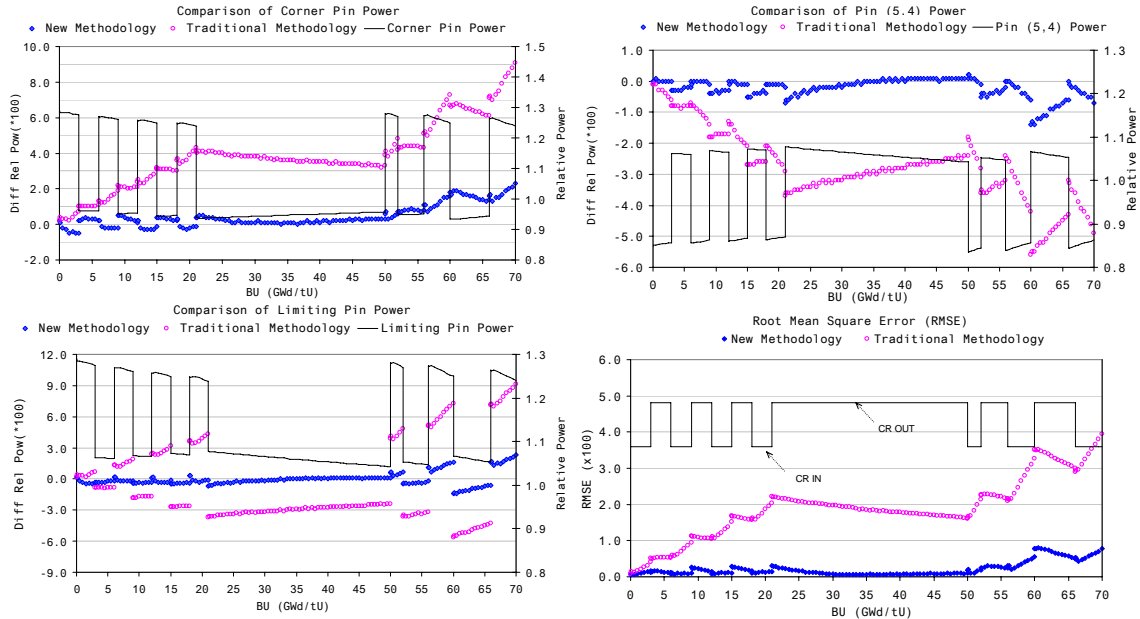 Comparison of Corner Pin Power
New Methodology Traditional Methodology Corner Pin Power
10.0
8.0
6.0
4.0
2.0
0.0
-2.0
Diff Rel Pow(*100)
1.5
1.4
1.3
1.2
1.1
1.0
0.9
0.8
Relative Power
0 5 10 15 20 25 30 35 40 45 50 55 60 65 70
BU (GWd/tU)
Comparison of Pin (5,4) Power
New Methodology Traditional Methodology Pin (5,4) Power
1.0
0.0
-1.0
-2.0
-3.0
-4.0
-5.0
-6.0
Diff Rel Pow (*100)
1.3
1.2
1.1
1.0
0.9
0.8
Relative Power
0 5 10 15 20 25 30 35 40 45 50 55 60 65 70
BU (GWd/tU)
Comparison of Limiting Pin Power
New Methodology Traditional Methodology Limiting Pin Power
12.0
9.0
6.0
3.0
0.0
-3.0
-6.0
-9.0
Diff Rel Pow(*100)
1.3
1.2
1.1
1.0
0.9
0.8
Relative Power
0 5 10 15 20 25 30 35 40 45 50 55 60 65 70
BU (GWd/tU)
Root Mean Square Error (RMSE)
New Methodology Traditional Methodology
6.0
5.0
4.0
3.0
2.0
1.0
0.0
RMSE (x100)
CR OUT
CR IN
0 5 10 15 20 25 30 35 40 45 50 55 60 65 70
BU (GWd/tU)